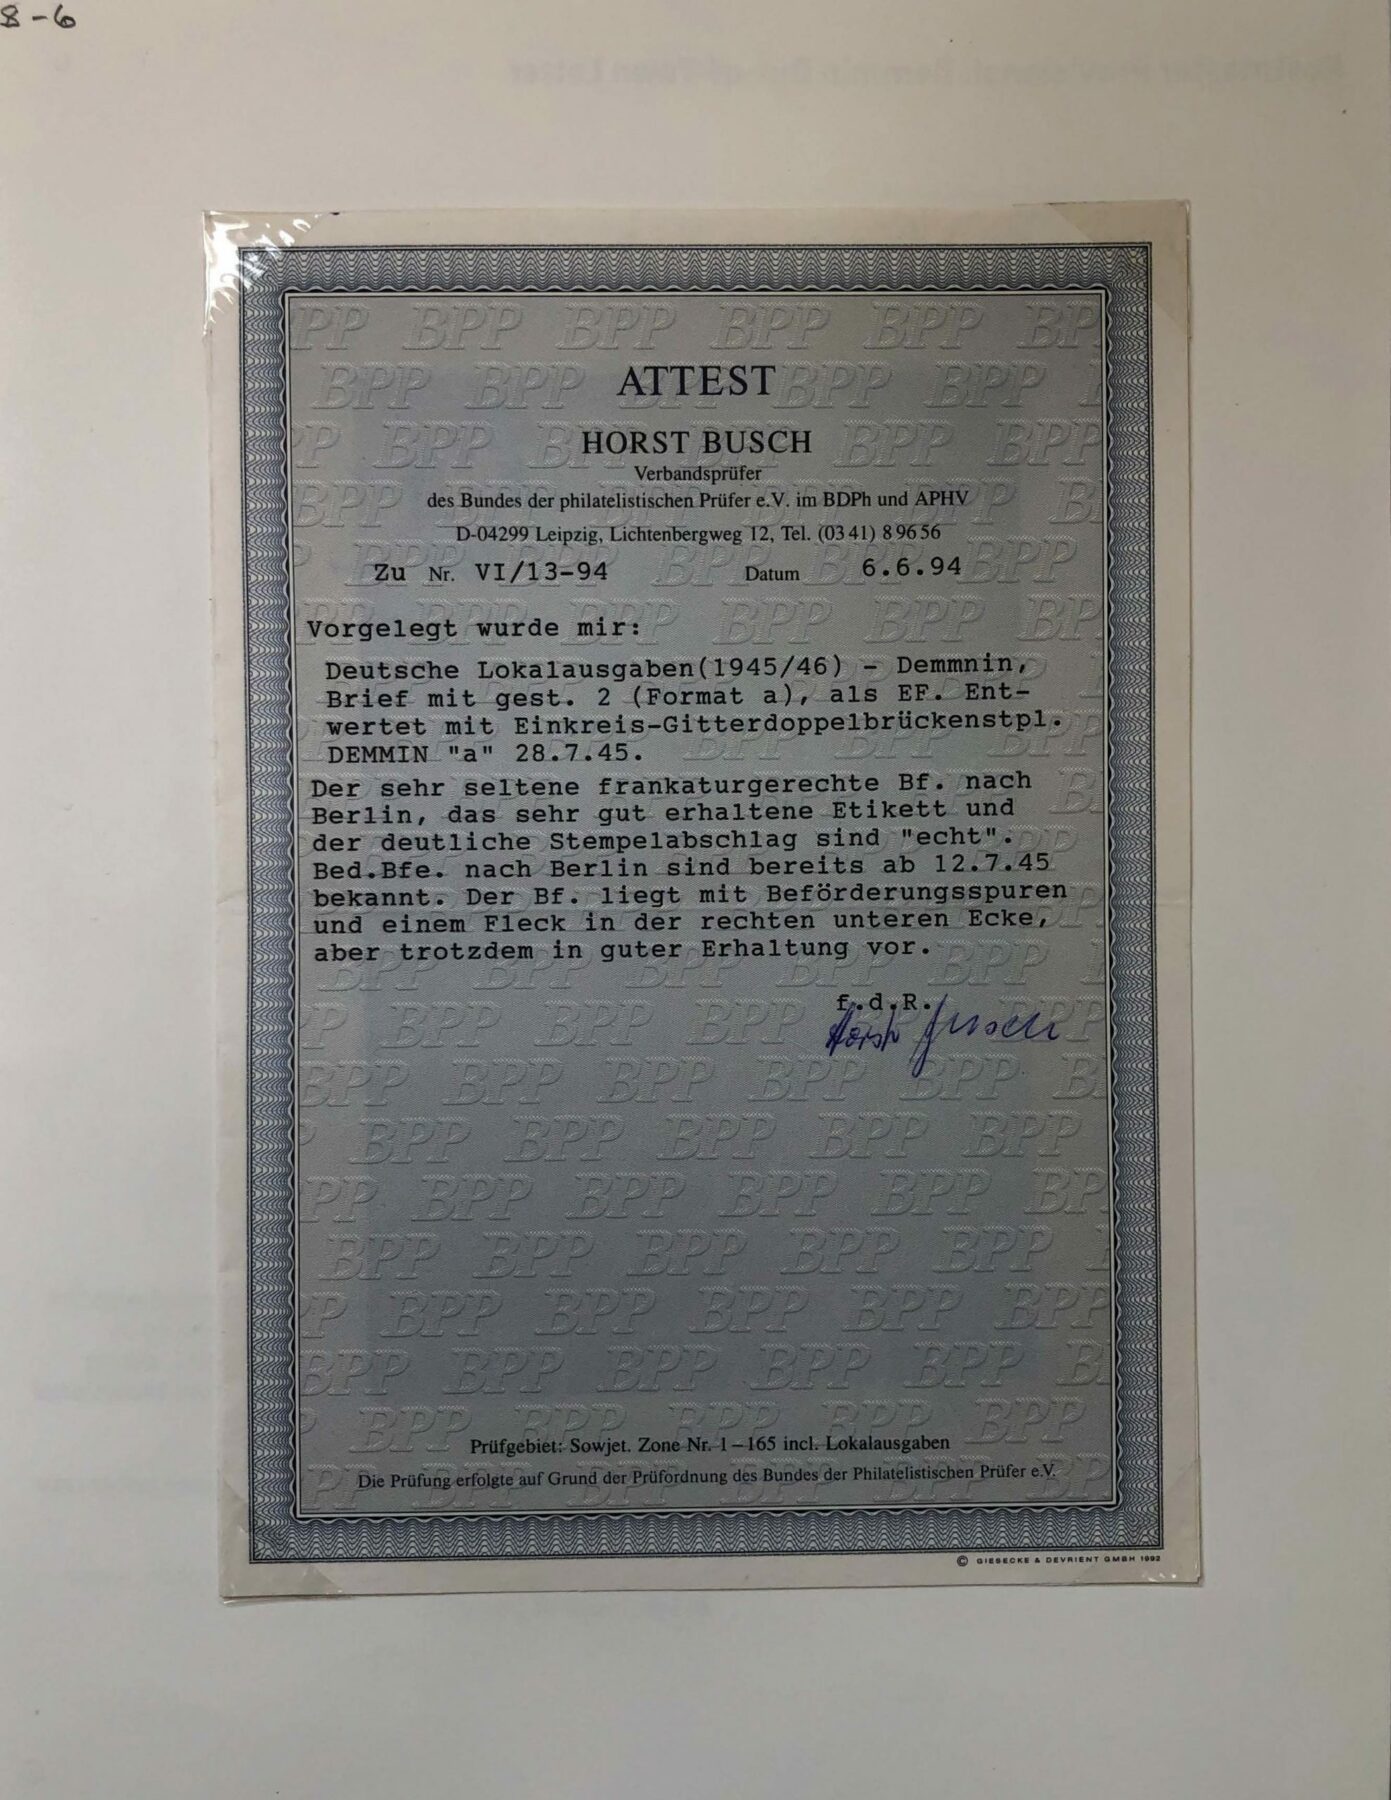 8-6
ATTEST
HORST BUSCH
Verbandsprüfer
des Bundes der philatelistischen Prüfer e.V. im BDPh und APHV
D-04299 Leipzig, Lichtenbergweg 12, Tel. (03 41) 8 96 56
Zu Nr. VI/13-94 Datum 6.6.94
Vorgelegt wurde mir:
Deutsche Lokalausgaben(1945/46) - Demmnin,
Brief mit gest. 2 (Format a), als EF. Ent-
wertet mit Einkreis-Gitterdoppelbrückenstpl.
DEMMIN "a" 28.7.45.
Der sehr seltene frankaturgerechte Bf. nach
Berlin, das sehr gut erhaltene Etikett und
der deutliche Stempelabschlag sind "echt".
Bed.Bfe. nach Berlin sind bereits ab 12.7.45
bekannt. Der Bf. liegt mit Beförderungsspuren
und einem Fleck in der rechten unteren Ecke,
aber trotzdem in guter Erhaltung vor.
f.d.R.
Horst Busch
Prüfgebiet: Sowjet. Zone Nr. 1 – 165 incl. Lokalausgaben
Die Prüfung erfolgte auf Grund der Prüfordnung des Bundes der Philatelistischen Prüfer e.V.
© GIESECKE & DEVRIENT GMBH 1992